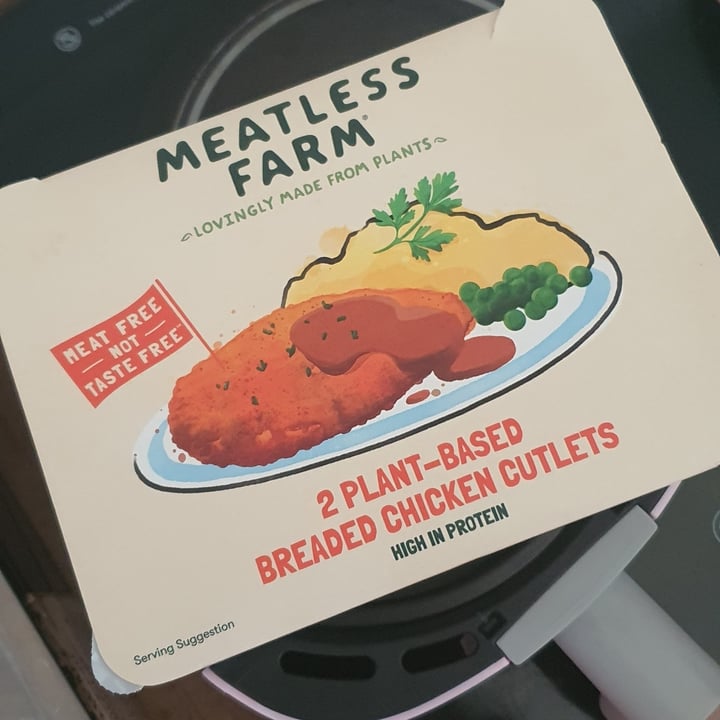 MEATLESS
FARM®
LOVINGLY MADE FROM PLANTS
MEAT FREE
— NOT —
TASTE FREE™
2 PLANT-BASED
BREADED CHICKEN CUTLETS
HIGH IN PROTEIN
Serving Suggestion